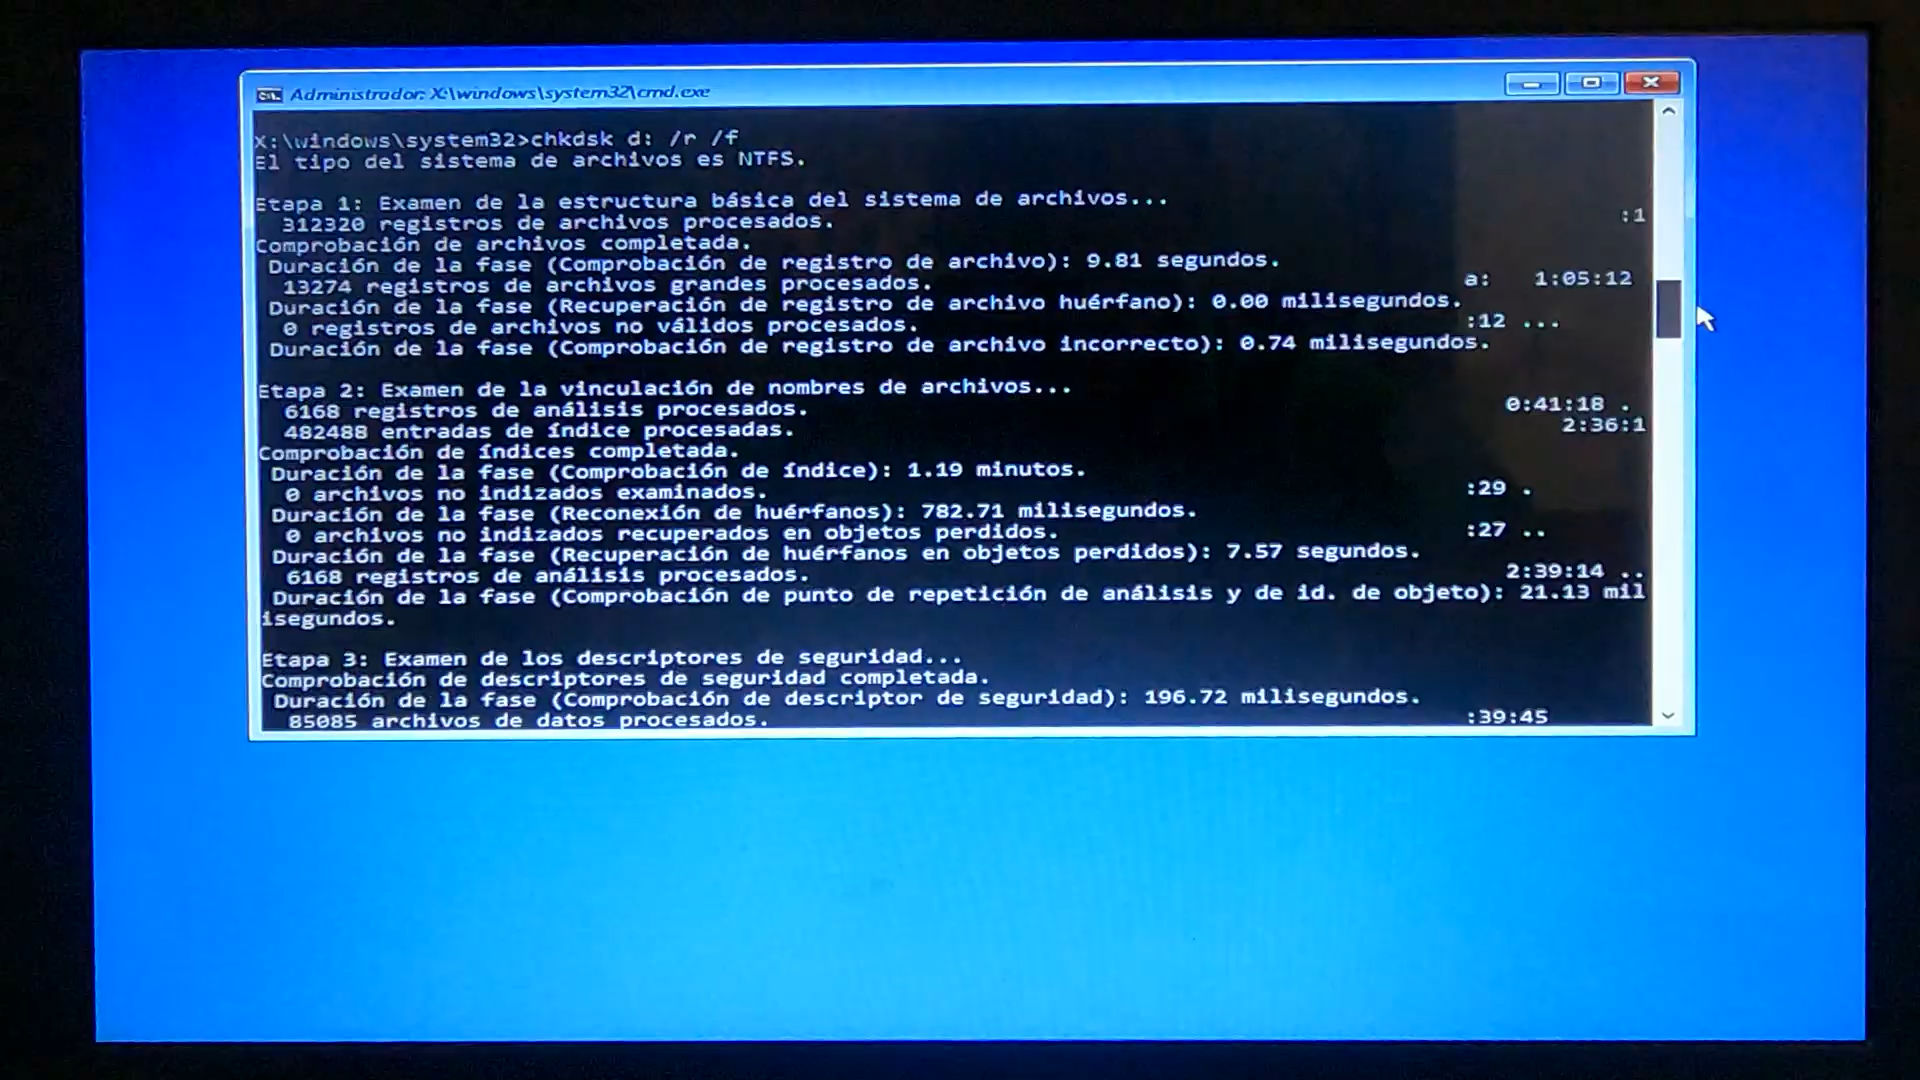 Administrador: X:\windows\system32\cmd.exe
X:\windows\system32>chkdsk d: /r /f
El tipo del sistema de archivos es NTFS.
Etapa 1: Examen de la estructura básica del sistema de archivos...
312320 registros de archivos procesados. :1
Comprobación de archivos completada.
Duración de la fase (Comprobación de registro de archivo): 9.81 segundos.
13274 registros de archivos grandes procesados. a: 1:05:12
Duración de la fase (Recuperación de registro de archivo huérfano): 0.00 milisegundos.
0 registros de archivos no válidos procesados. :12 ...
Duración de la fase (Comprobación de registro de archivo incorrecto): 0.74 milisegundos.
Etapa 2: Examen de la vinculación de nombres de archivos...
6168 registros de análisis procesados. 0:41:18 .
482488 entradas de índice procesadas. 2:36:1
Comprobación de índices completada.
Duración de la fase (Comprobación de índice): 1.19 minutos.
0 archivos no indizados examinados. :29 .
Duración de la fase (Reconexión de huérfanos): 782.71 milisegundos.
0 archivos no indizados recuperados en objetos perdidos. :27 ..
Duración de la fase (Recuperación de huérfanos en objetos perdidos): 7.57 segundos.
6168 registros de análisis procesados. 2:39:14 ..
Duración de la fase (Comprobación de punto de repetición de análisis y de id. de objeto): 21.13 mil
isegundos.
Etapa 3: Examen de los descriptores de seguridad...
Comprobación de descriptores de seguridad completada.
Duración de la fase (Comprobación de descriptor de seguridad): 196.72 milisegundos.
85085 archivos de datos procesados. :39:45